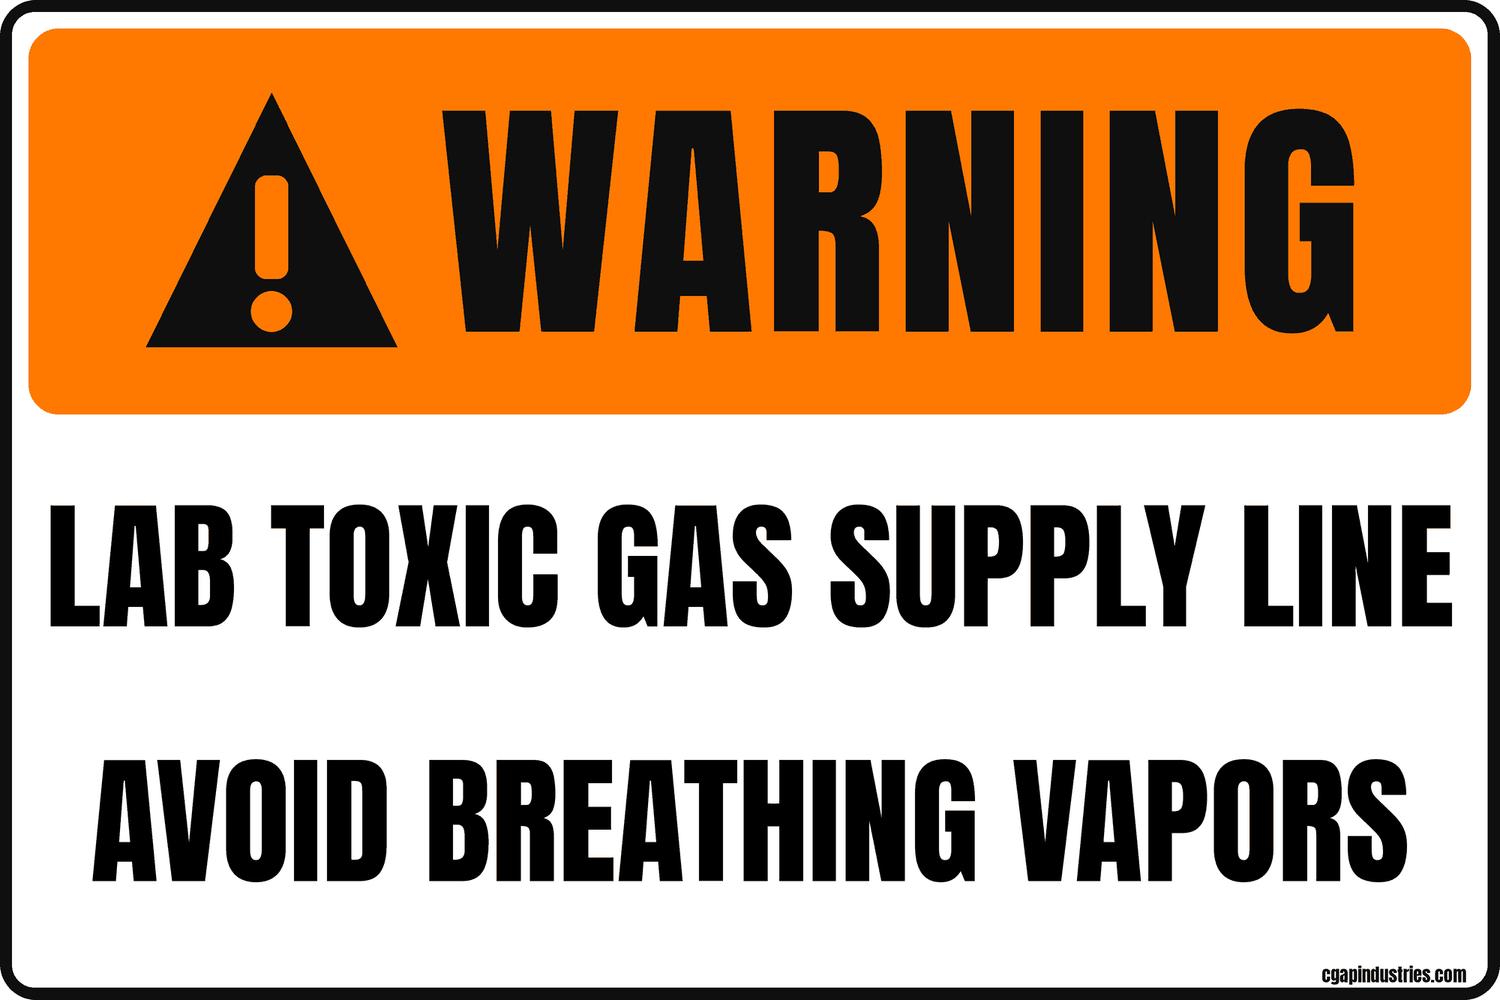 WARNING
LAB TOXIC GAS SUPPLY LINE
AVOID BREATHING VAPORS
cgapindustries.com